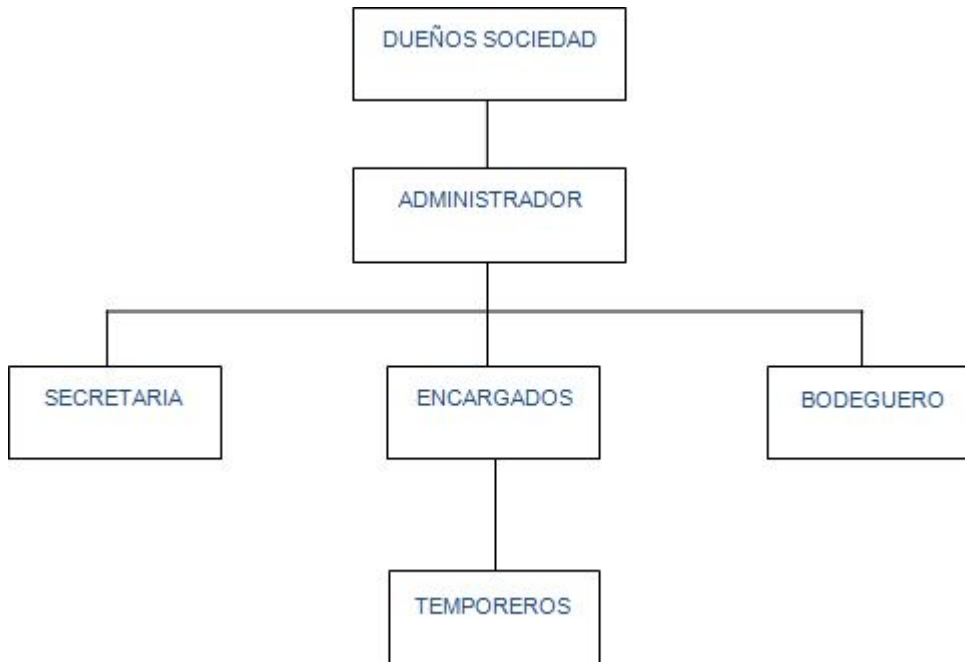 DUEÑOS SOCIEDAD
ADMINISTRADOR
SECRETARIA
ENCARGADOS
BODEGUERO
TEMPOREROS